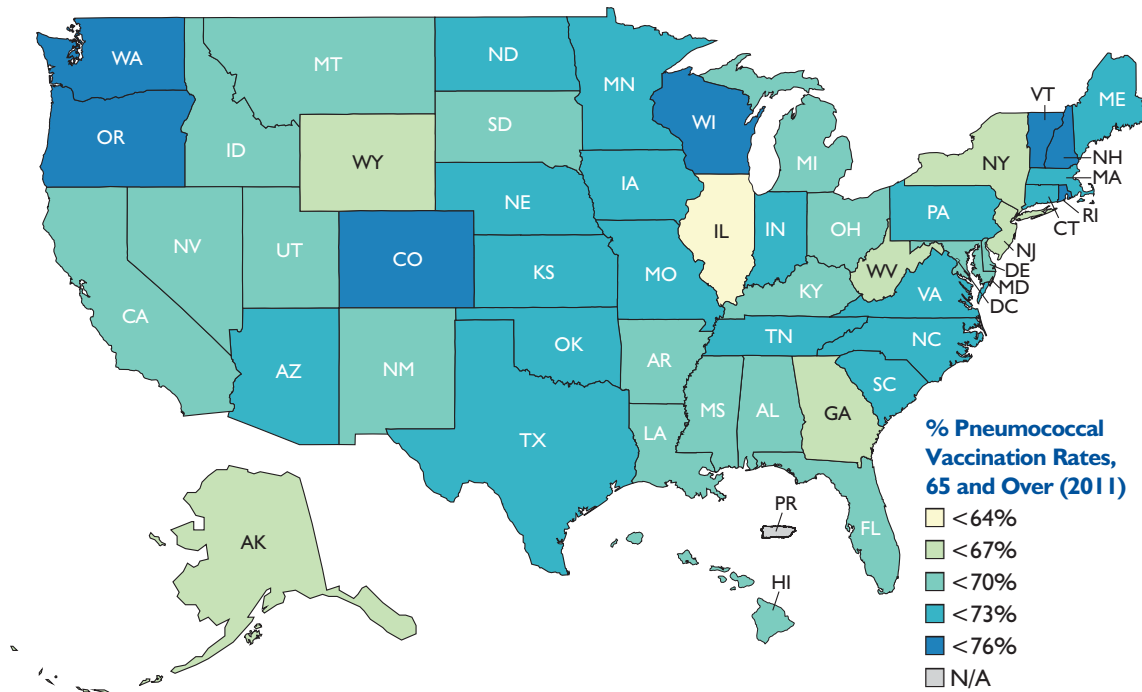 WA
MT
ND
MN
VT
ME
OR
ID
SD
WI
MI
NY
NH
MA
WY
RI
CT
NE
IA
PA
NJ
NV
UT
CO
IL
IN
OH
DE
MD
DC
KS
MO
WV
VA
KY
CA
AZ
NM
OK
AR
TN
NC
SC
MS
AL
GA
TX
LA
FL
AK
PR
HI
% Pneumococcal
Vaccination Rates,
65 and Over (2011)
<64%
<67%
<70%
<73%
<76%
N/A